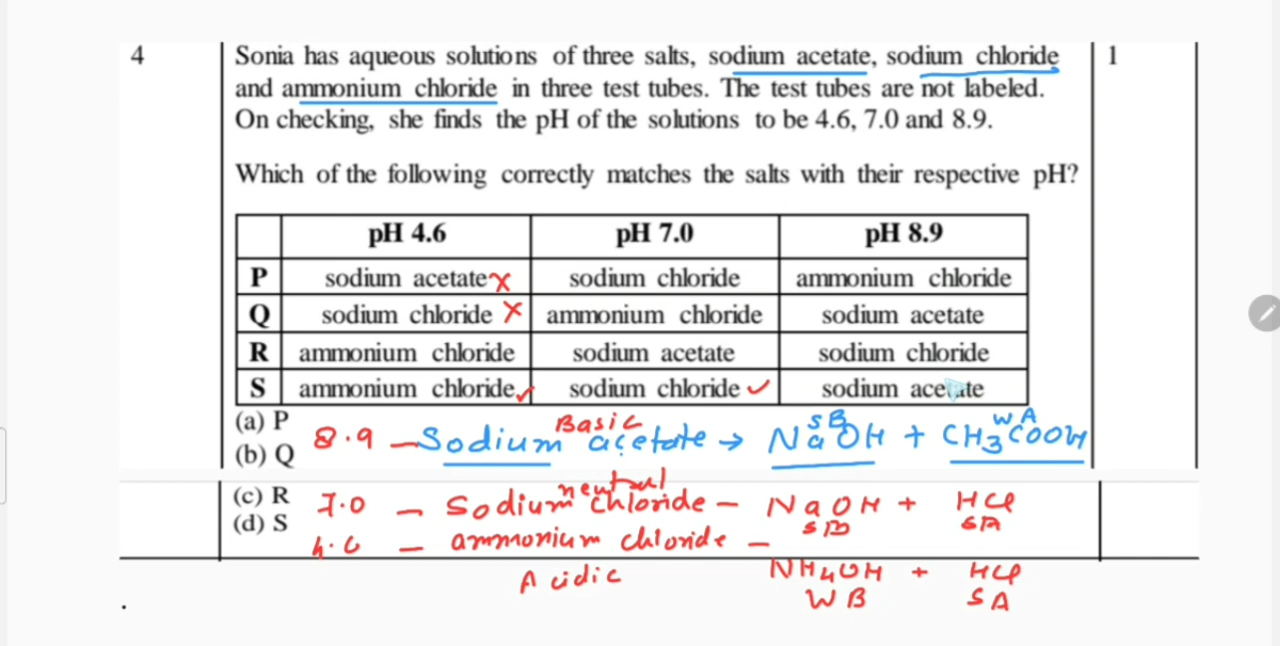 4 Sonia has aqueous solutions of three salts, sodium acetate, sodium chloride 1
and ammonium chloride in three test tubes. The test tubes are not labeled.
On checking, she finds the pH of the solutions to be 4.6, 7.0 and 8.9.
Which of the following correctly matches the salts with their respective pH?
pH 4.6 pH 7.0 pH 8.9
P sodium acetate x sodium chloride ammonium chloride
Q sodium chloride x ammonium chloride sodium acetate
R ammonium chloride sodium acetate sodium chloride
S ammonium chloride ✓ sodium chloride ✓ sodium acetate
(a) P
Basic SB WA
8.9 - Sodium acetate → NaOH + CH3COOH
(b) Q
neutral
(c) R 7.0 - Sodium chloride - NaOH + HCl
(d) S SB SA
4.6 - ammonium chloride -
Acidic NH4OH + HCl
WB SA